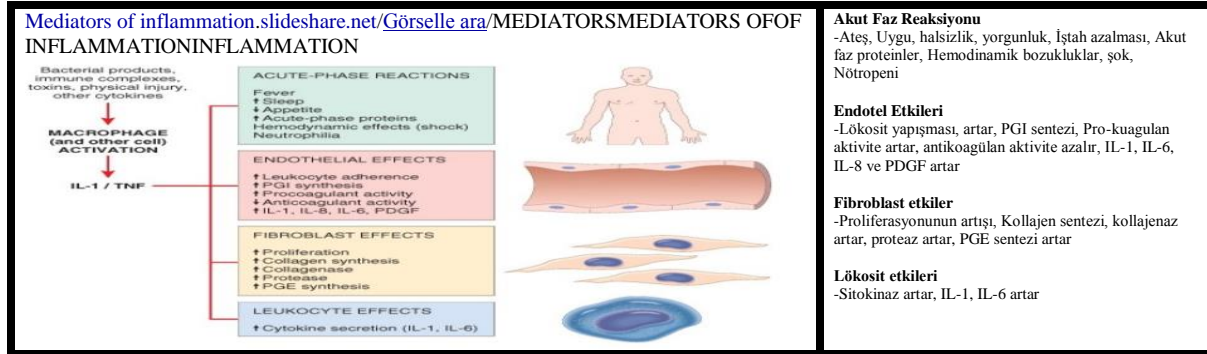 Mediators of inflammation.slideshare.net/Görselle ara/MEDIATORSMEDIATORS OFOF
INFLAMMATIONINFLAMMATION
Bacterial products,
immune complexes,
toxins, physical injury,
other cytokines
MACROPHAGE
(and other cell)
ACTIVATION
IL-1 / TNF
ACUTE-PHASE REACTIONS
Fever
↑Sleep
↓Appetite
↑Acute-phase proteins
Hemodynamic effects (shock)
Neutrophilia
ENDOTHELIAL EFFECTS
↑Leukocyte adherence
↑PGI synthesis
↑Procoagulant activity
↓Anticoagulant activity
↑IL-1, IL-8, IL-6, PDGF
FIBROBLAST EFFECTS
↑Proliferation
↑Collagen synthesis
↑Collagenase
↑Protease
↑PGE synthesis
LEUKOCYTE EFFECTS
↑Cytokine secretion (IL-1, IL-6)
Akut Faz Reaksiyonu
-Ateş, Uygu, halsizlik, yorgunluk, İştah azalması, Akut
faz proteinler, Hemodinamik bozukluklar, şok,
Nötropeni
Endotel Etkileri
-Lökosit yapışması, artar, PGI sentezi, Pro-kuagulan
aktivite artar, antikoagülan aktivite azalır, IL-1, IL-6,
IL-8 ve PDGF artar
Fibroblast etkiler
-Proliferasyonunun artışı, Kollajen sentezi, kollajenaz
artar, proteaz artar, PGE sentezi artar
Lökosit etkileri
-Sitokinaz artar, IL-1, IL-6 artar